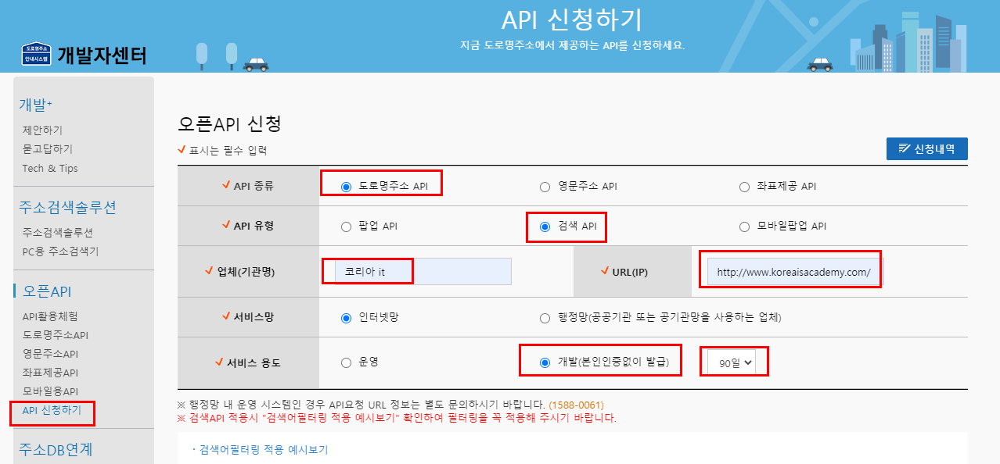 API 신청하기
지금 도로명주소에서 제공하는 API를 신청하세요.
도로명주소
안내시스템
개발자센터
개발+
제안하기
묻고답하기
Tech & Tips
주소검색솔루션
주소검색솔루션
PC용 주소검색기
오픈API
API활용체험
도로명주소API
영문주소API
좌표제공API
모바일용API
API 신청하기
주소DB연계
오픈API 신청
표시는 필수 입력
신청내역
API 종류 도로명주소 API 영문주소 API 좌표제공 API
API 유형 팝업 API 검색 API 모바일팝업 API
업체(기관명) 코리아 it URL(IP) http://www.koreaisacademy.com/
서비스망 인터넷망 행정망(공공기관 또는 공기관망을 사용하는 업체)
서비스 용도 운영 개발(본인인증없이 발급) 90일
※ 행정망 내 운영 시스템인 경우 API요청 URL 정보는 별도 문의하시기 바랍니다. (1588-0061)
※ 검색API 적용시 "검색어필터링 적용 예시보기" 확인하여 필터링을 꼭 적용해 주시기 바랍니다.
· 검색어필터링 적용 예시보기